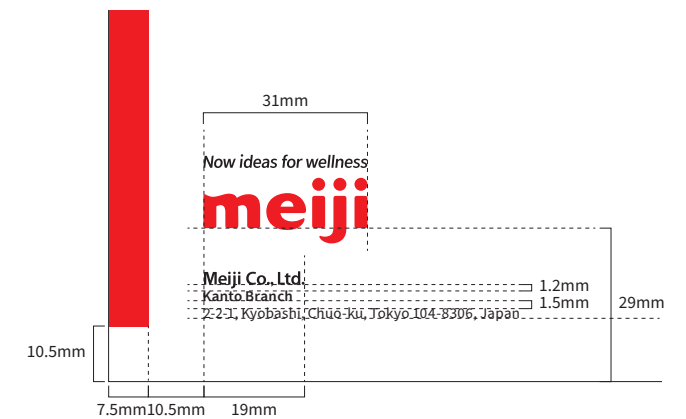 31mm
Now ideas for wellness
meiji
Meiji Co., Ltd.
1.2mm
Kanto Branch
1.5mm
29mm
2-2-1, Kyobashi, Chuo-ku, Tokyo 104-8306, Japan
10.5mm
7.5mm 10.5mm 19mm